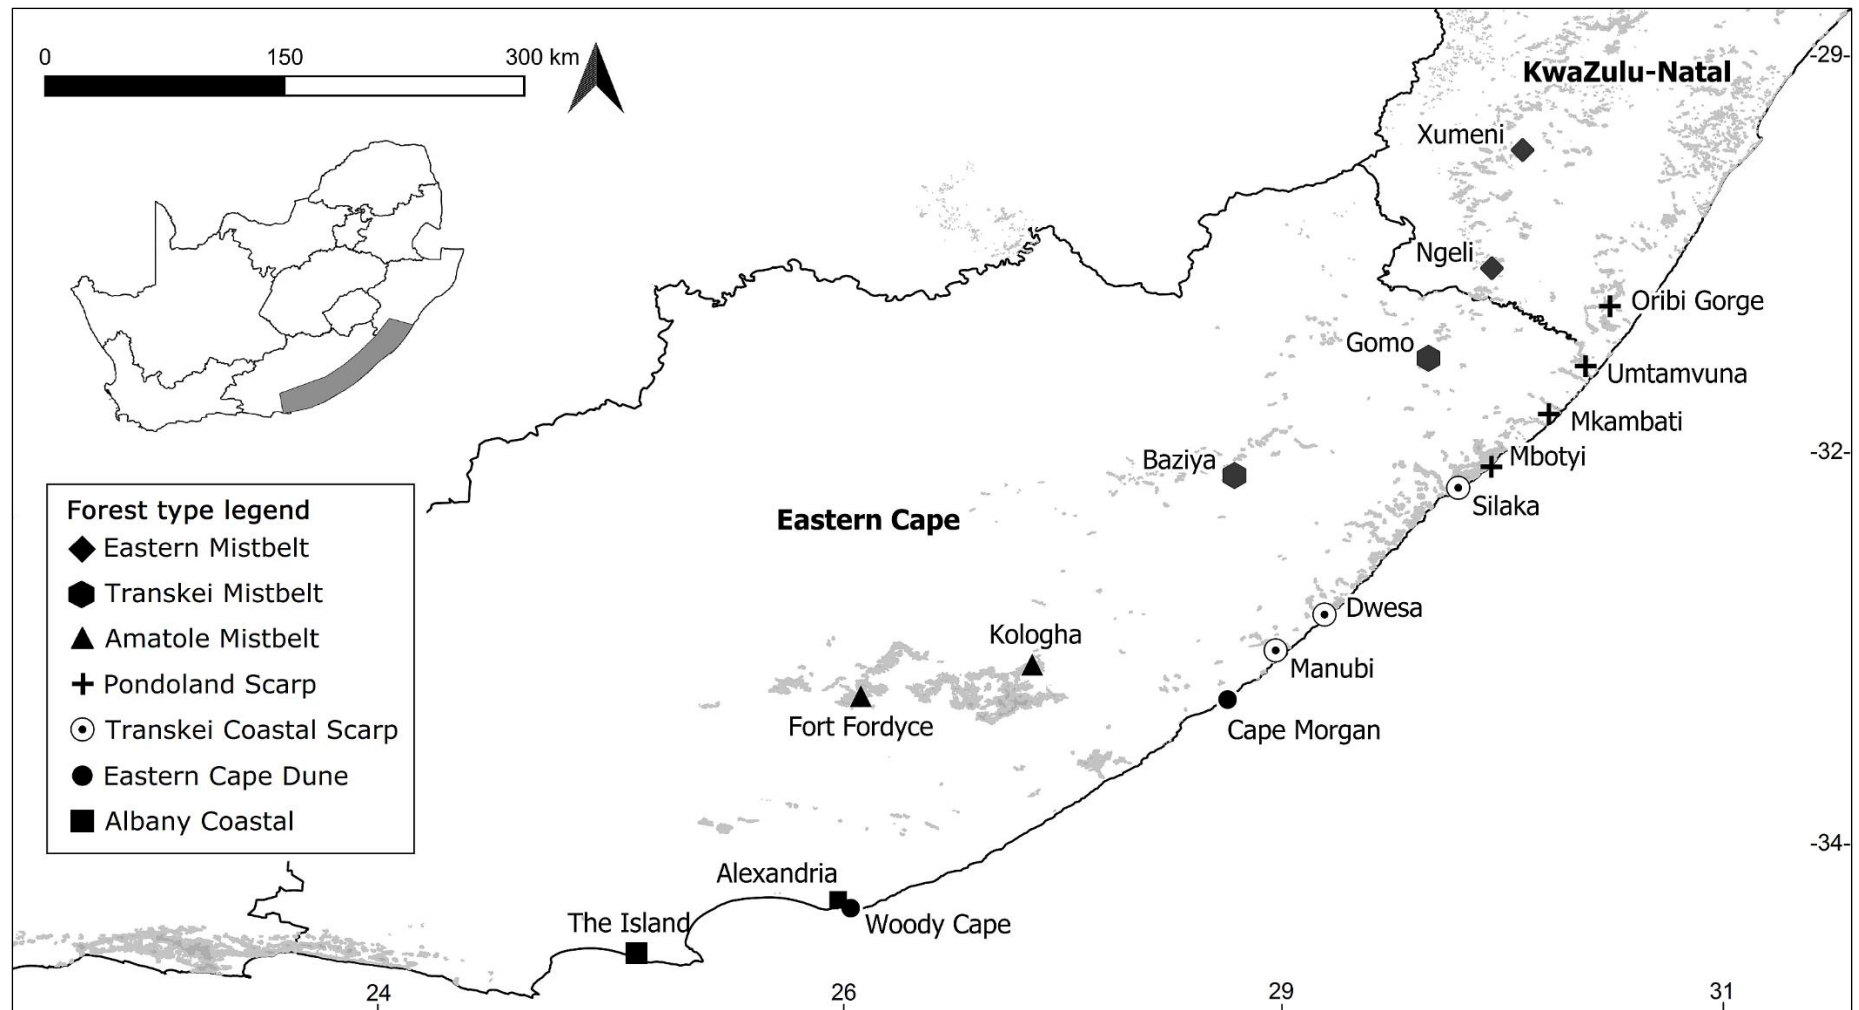 0 150 300 km
KwaZulu-Natal
-29-
Xumeni
Ngeli
Oribi Gorge
Gomo
Umtamvuna
Mkambati
Baziya
Mbotyi
-32-
Silaka
Eastern Cape
Forest type legend
Eastern Mistbelt
Transkei Mistbelt
Amatole Mistbelt
Pondoland Scarp
Transkei Coastal Scarp
Eastern Cape Dune
Albany Coastal
Dwesa
Kologha
Manubi
Fort Fordyce
Cape Morgan
-34-
Alexandria
The Island
Woody Cape
24 26 29 31